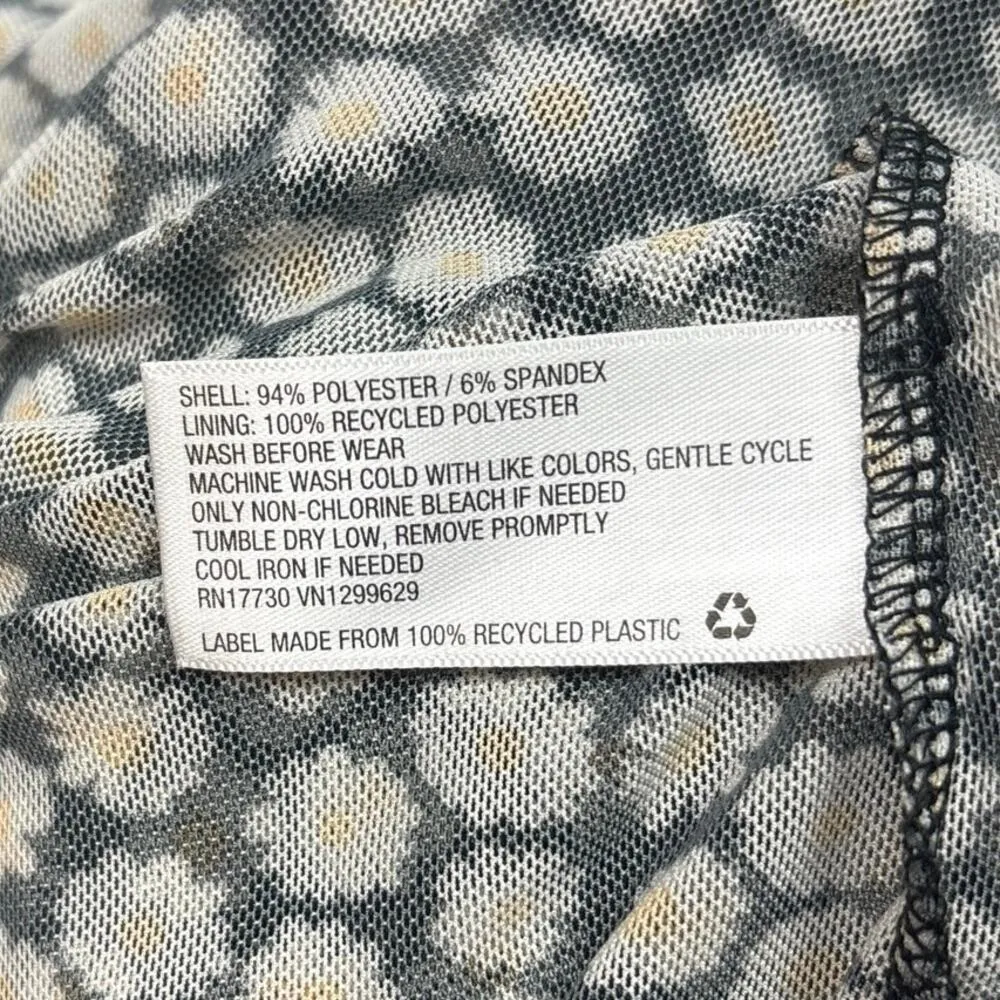 SHELL: 94% POLYESTER / 6% SPANDEX
LINING: 100% RECYCLED POLYESTER
WASH BEFORE WEAR
MACHINE WASH COLD WITH LIKE COLORS, GENTLE CYCLE
ONLY NON-CHLORINE BLEACH IF NEEDED
TUMBLE DRY LOW, REMOVE PROMPTLY
COOL IRON IF NEEDED
RN17730 VN1299629
LABEL MADE FROM 100% RECYCLED PLASTIC